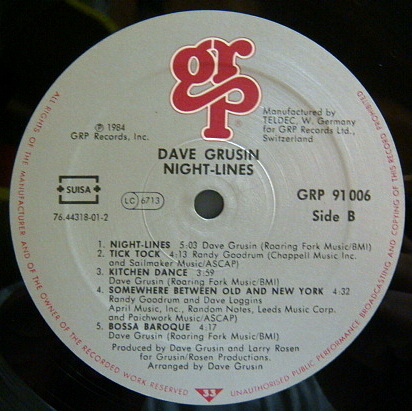 grp
℗ 1984
GRP Records, Inc.
Manufactured by
TELDEC, W. Germany
for GRP Records Ltd.,
Switzerland
DAVE GRUSIN
NIGHT-LINES
SUISA
76.44318-01-2
LC 6713
GRP 91 006
Side B
1. NIGHT-LINES 5:03 Dave Grusin (Roaring Fork Music/BMI)
2. TICK TOCK 4:13 Randy Goodrum (Chappell Music Inc.
and Sailmaker Music/ASCAP)
3. KITCHEN DANCE 3:59
Dave Grusin (Roaring Fork Music/BMI)
4. SOMEWHERE BETWEEN OLD AND NEW YORK 4:32
Randy Goodrum and Dave Loggins
April Music, Inc., Random Notes, Leeds Music Corp.
and Patchwork Music/ASCAP)
5. BOSSA BAROQUE 4:17
Dave Grusin (Roaring Fork Music/BMI)
Produced by Dave Grusin and Larry Rosen
for Grusin/Rosen Productions.
Arranged by Dave Grusin
ALL RIGHTS OF THE MANUFACTURER AND OF THE OWNER OF THE RECORDED WORK RESERVED
33
UNAUTHORISED PUBLIC PERFORMANCE BROADCASTING AND COPYING OF THIS RECORD PROHIBITED